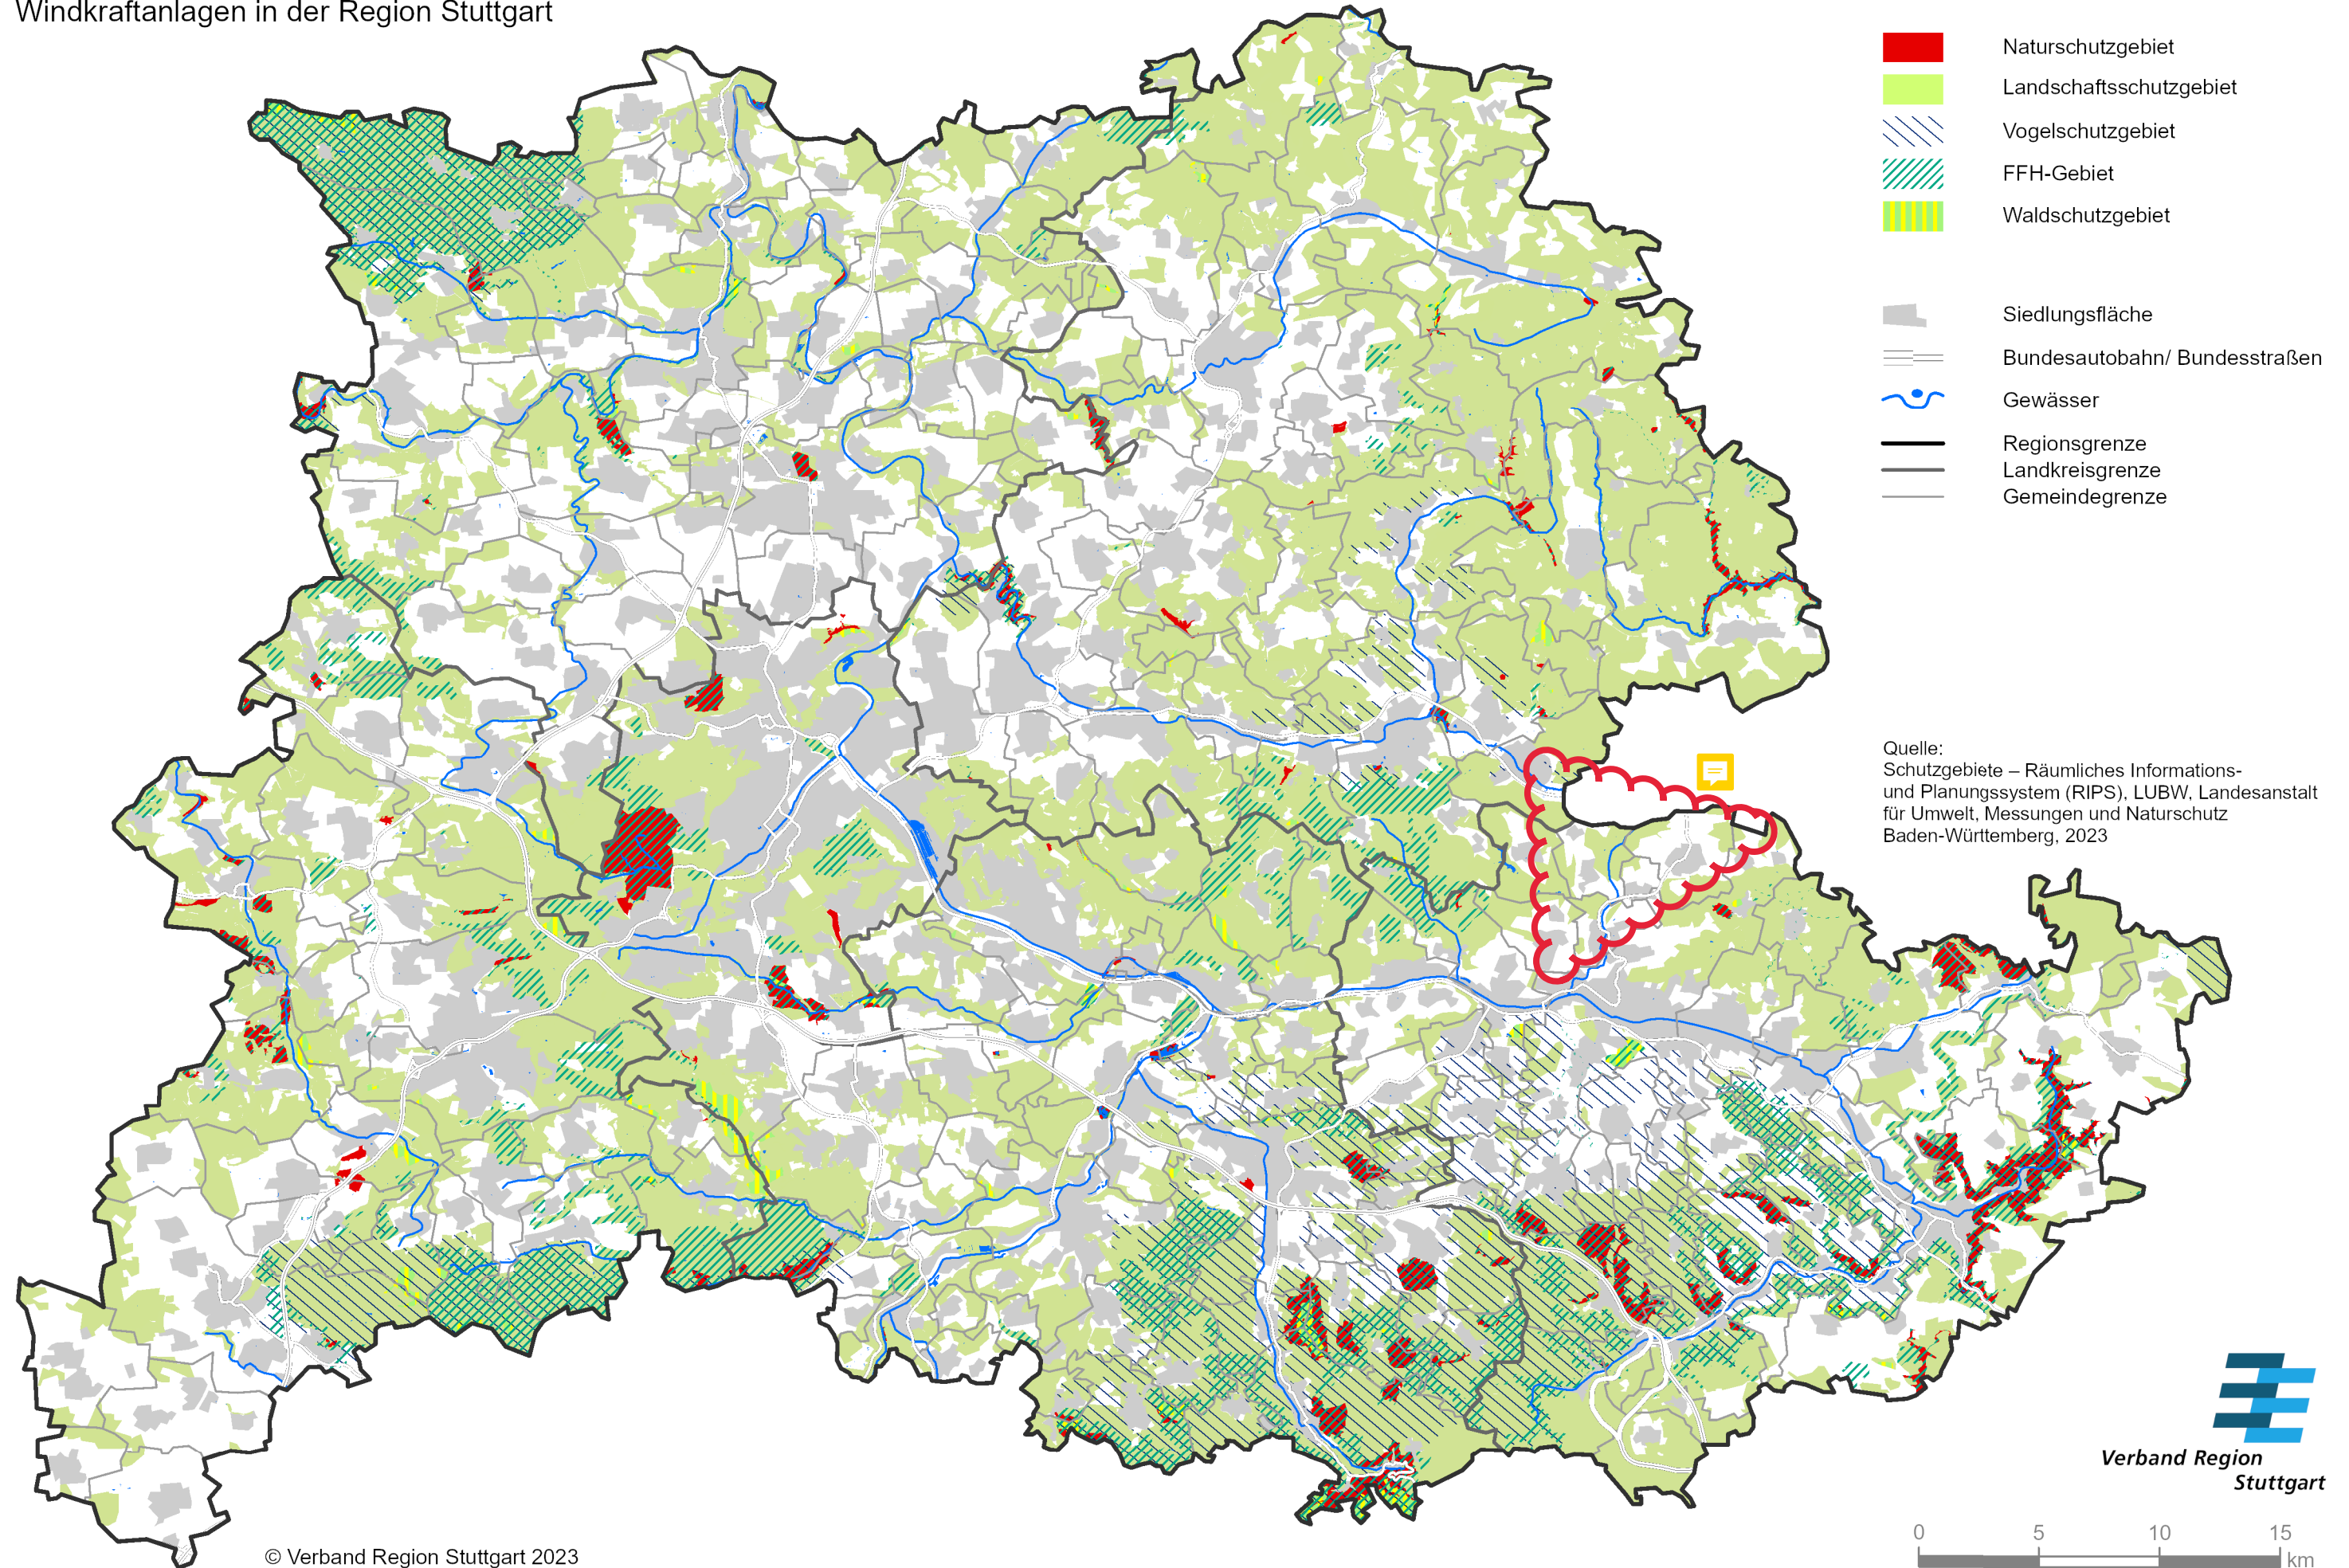 Windkraftanlagen in der Region Stuttgart
Naturschutzgebiet
Landschaftsschutzgebiet
Vogelschutzgebiet
FFH-Gebiet
Waldschutzgebiet
Siedlungsfläche
Bundesautobahn/ Bundesstraßen
Gewässer
Regionsgrenze
Landkreisgrenze
Gemeindegrenze
Quelle:
Schutzgebiete – Räumliches Informations-
und Planungssystem (RIPS), LUBW, Landesanstalt
für Umwelt, Messungen und Naturschutz
Baden-Württemberg, 2023
Verband Region
Stuttgart
0 5 10 15
km
© Verband Region Stuttgart 2023